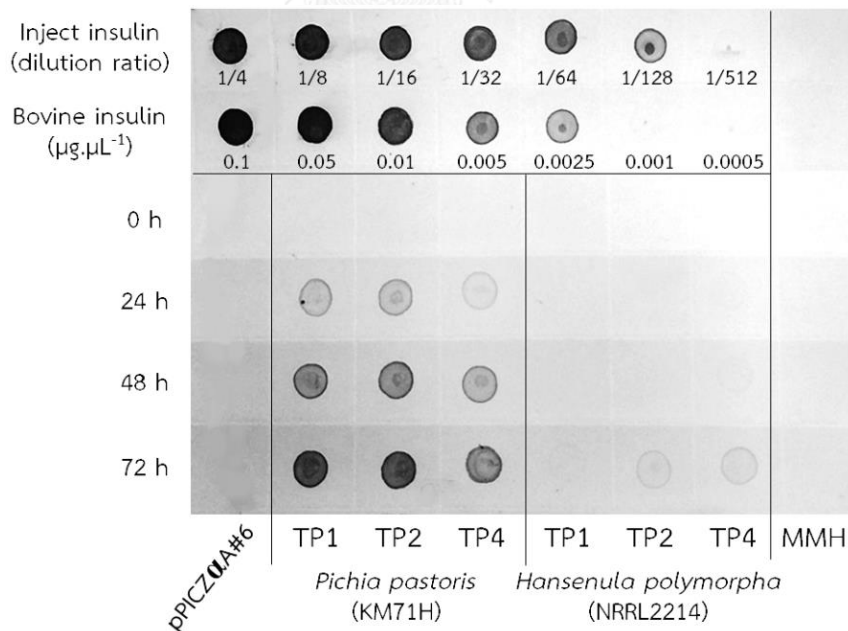 Inject insulin
(dilution ratio)
1/4 1/8 1/16 1/32 1/64 1/128 1/512
Bovine insulin
(µg.µL⁻¹)
0.1 0.05 0.01 0.005 0.0025 0.001 0.0005
0 h
24 h
48 h
72 h
pPICZαA#6 TP1 TP2 TP4 TP1 TP2 TP4 MMH
Pichia pastoris Hansenula polymorpha
(KM71H) (NRRL2214)